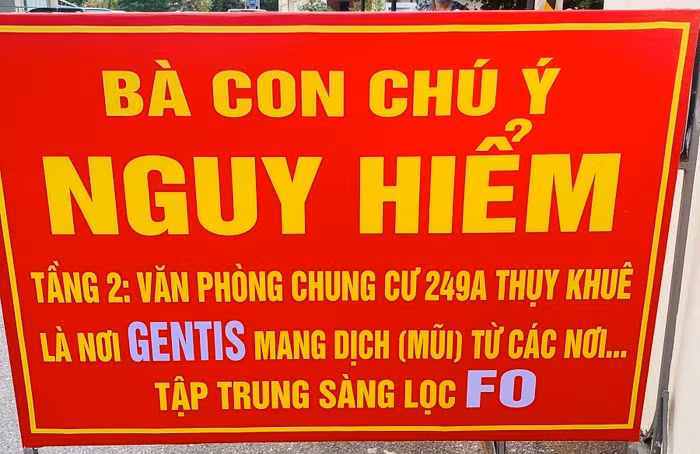 BÀ CON CHÚ Ý
NGUY HIỂM
TẦNG 2: VĂN PHÒNG CHUNG CƯ 249A THỤY KHUÊ
LÀ NƠI GENTIS MANG DỊCH (MŨI) TỪ CÁC NƠI...
TẬP TRUNG SÀNG LỌC FO